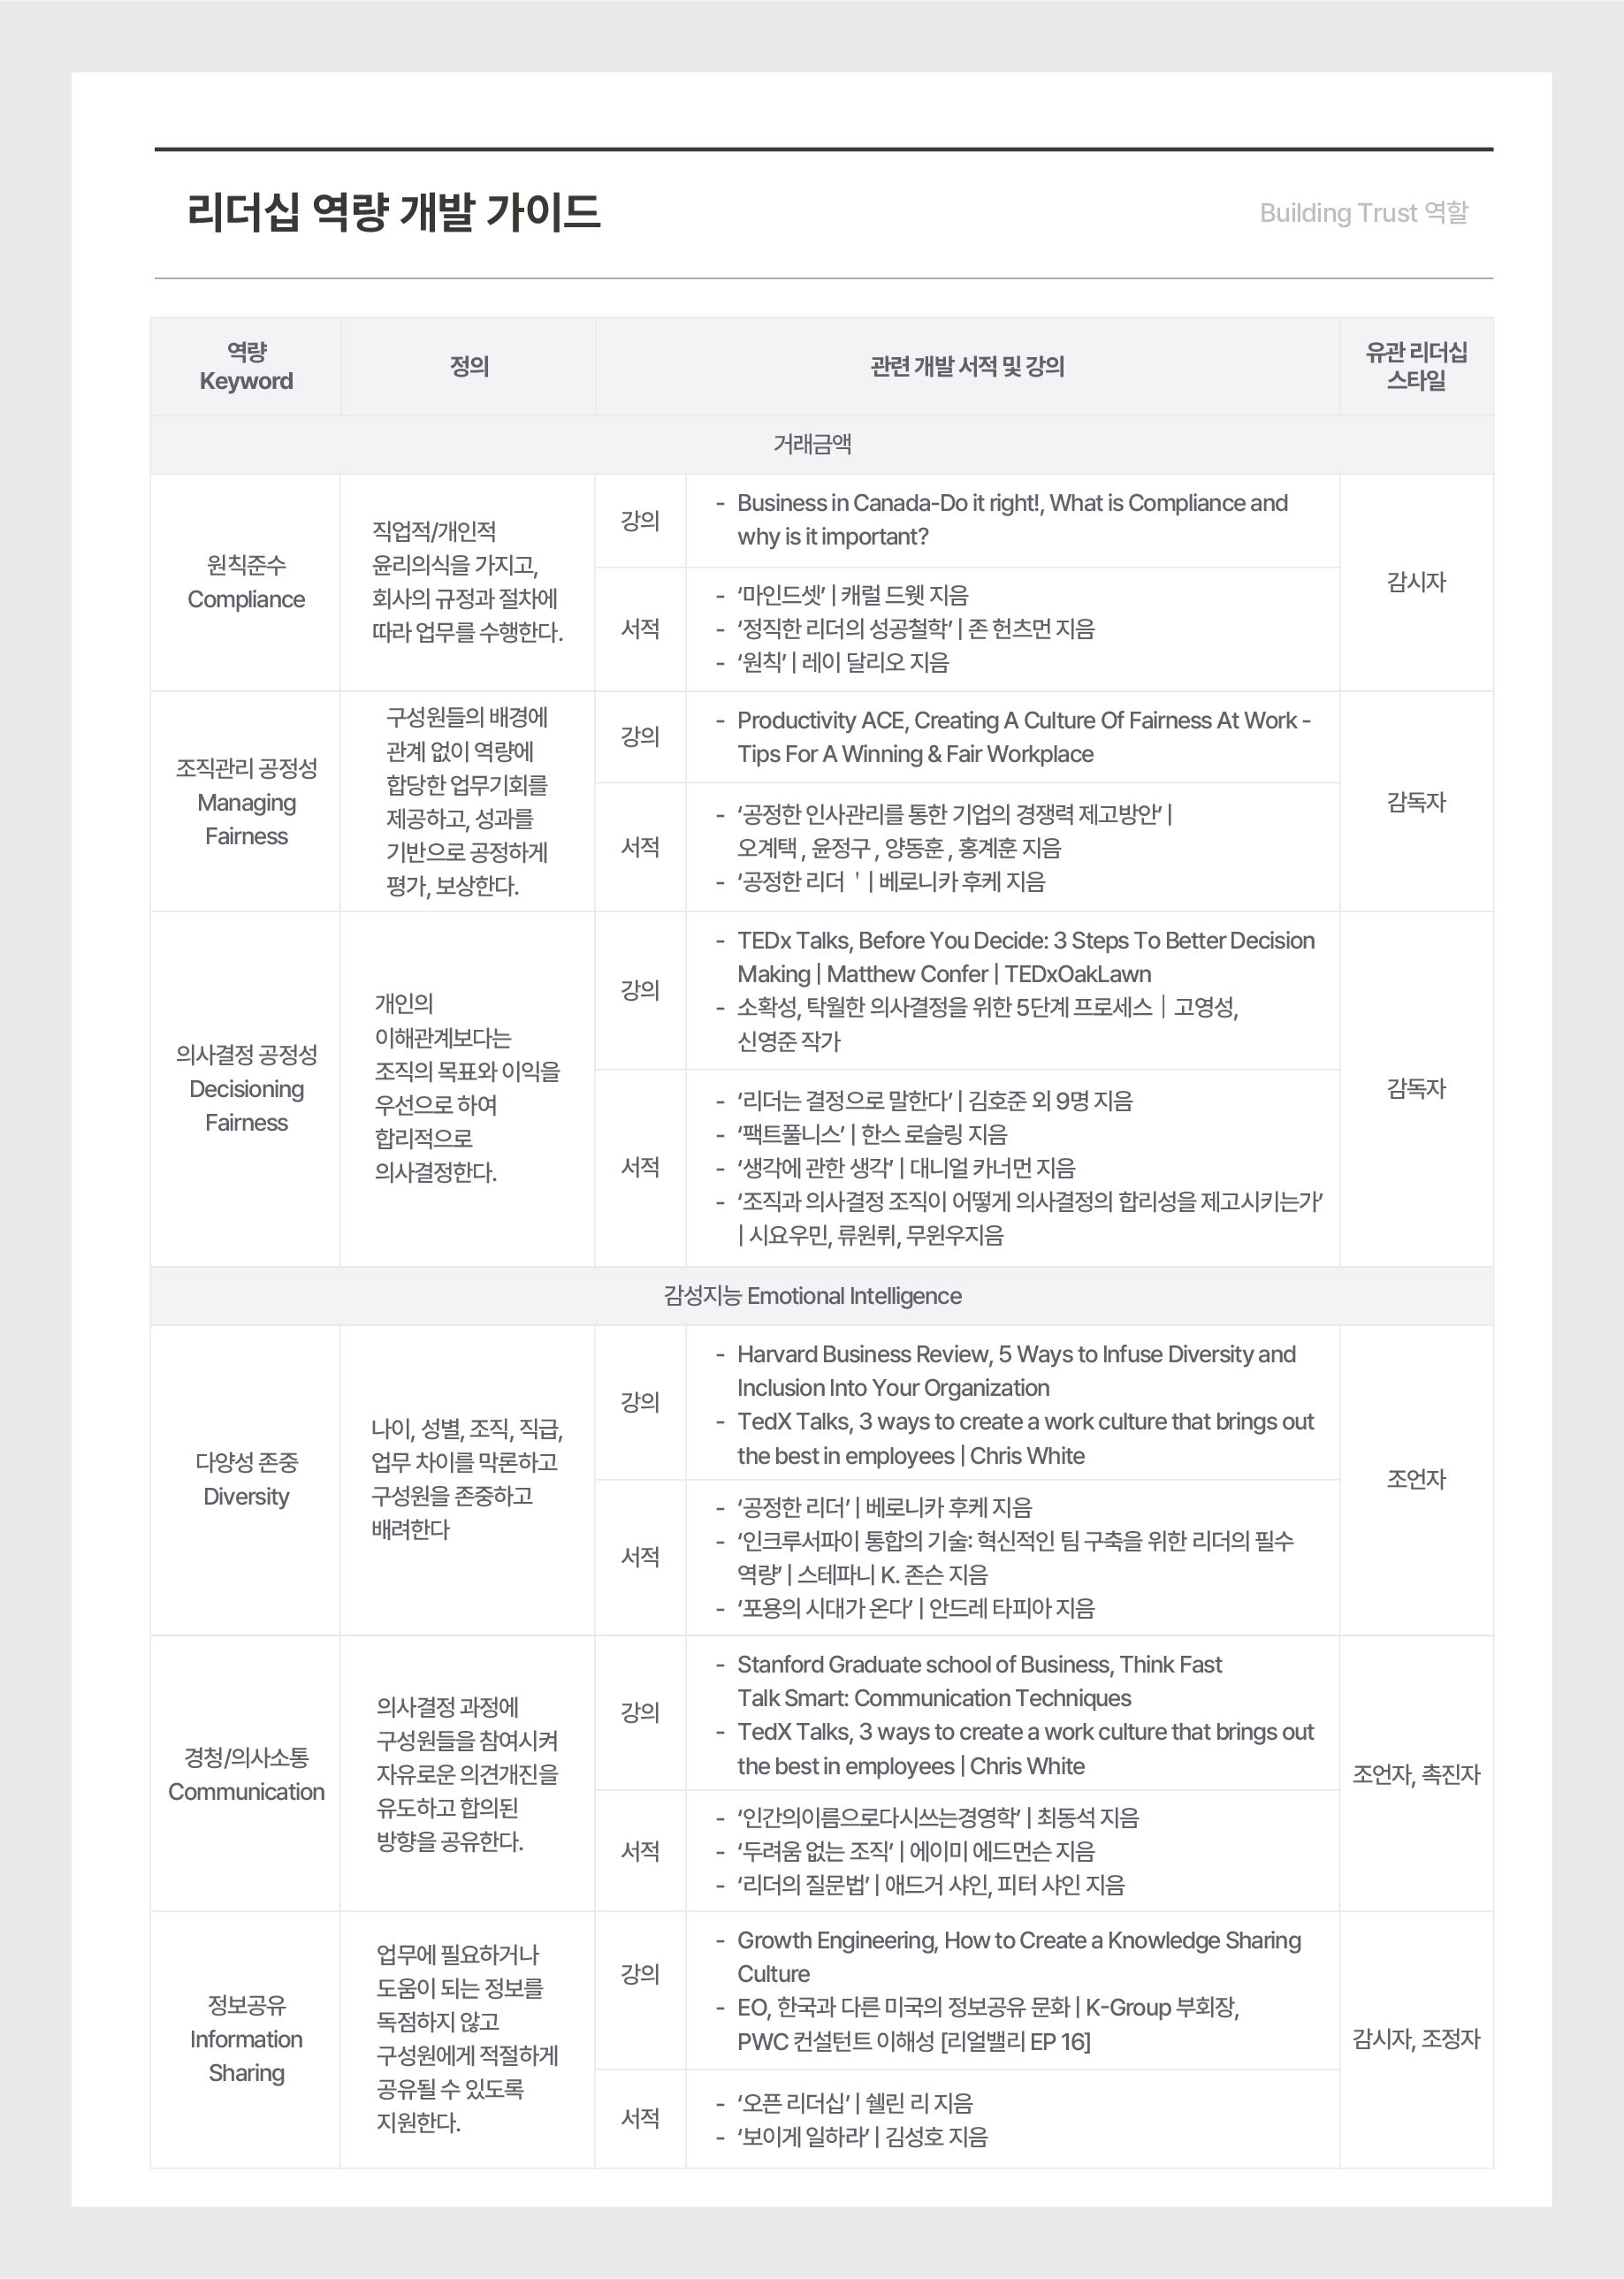 리더십 역량 개발 가이드
Building Trust 역할
역량
Keyword
정의
관련 개발 서적 및 강의
유관 리더십
스타일
거래금액
원칙준수
Compliance
직업적/개인적
윤리의식을 가지고,
회사의 규정과 절차에
따라 업무를 수행한다.
강의
- Business in Canada-Do it right!, What is Compliance and
why is it important?
서적
- ‘마인드셋’ | 캐럴 드웻 지음
- ‘정직한 리더의 성공철학’ | 존 헌츠먼 지음
- ‘원칙’ | 레이 달리오 지음
감시자
조직관리 공정성
Managing
Fairness
구성원들의 배경에
관계 없이 역량에
합당한 업무기회를
제공하고, 성과를
기반으로 공정하게
평가, 보상한다.
강의
- Productivity ACE, Creating A Culture Of Fairness At Work -
Tips For A Winning & Fair Workplace
서적
- ‘공정한 인사관리를 통한 기업의 경쟁력 제고방안’ |
오계택 , 윤정구 , 양동훈 , 홍계훈 지음
- ‘공정한 리더 ＇ | 베로니카 후케 지음
감독자
의사결정 공정성
Decisioning
Fairness
개인의
이해관계보다는
조직의 목표와 이익을
우선으로 하여
합리적으로
의사결정한다.
강의
- TEDx Talks, Before You Decide: 3 Steps To Better Decision
Making | Matthew Confer | TEDxOakLawn
- 소확성, 탁월한 의사결정을 위한 5단계 프로세스｜고영성,
신영준 작가
서적
- ‘리더는 결정으로 말한다’ | 김호준 외 9명 지음
- ‘팩트풀니스’ | 한스 로슬링 지음
- ‘생각에 관한 생각’ | 대니얼 카너먼 지음
- ‘조직과 의사결정 조직이 어떻게 의사결정의 합리성을 제고시키는가’
| 시요우민, 류원뤼, 무윈우지음
감독자
감성지능 Emotional Intelligence
다양성 존중
Diversity
나이, 성별, 조직, 직급,
업무 차이를 막론하고
구성원을 존중하고
배려한다
강의
- Harvard Business Review, 5 Ways to Infuse Diversity and
Inclusion Into Your Organization
- TedX Talks, 3 ways to create a work culture that brings out
the best in employees | Chris White
서적
- ‘공정한 리더’ | 베로니카 후케 지음
- ‘인크루서파이 통합의 기술: 혁신적인 팀 구축을 위한 리더의 필수
역량’ | 스테파니 K. 존슨 지음
- ‘포용의 시대가 온다’ | 안드레 타피아 지음
조언자
경청/의사소통
Communication
의사결정 과정에
구성원들을 참여시켜
자유로운 의견개진을
유도하고 합의된
방향을 공유한다.
강의
- Stanford Graduate school of Business, Think Fast
Talk Smart: Communication Techniques
- TedX Talks, 3 ways to create a work culture that brings out
the best in employees | Chris White
서적
- ‘인간의이름으로다시쓰는경영학’ | 최동석 지음
- ‘두려움 없는 조직’ | 에이미 에드먼슨 지음
- ‘리더의 질문법’ | 애드거 샤인, 피터 샤인 지음
조언자, 촉진자
정보공유
Information
Sharing
업무에 필요하거나
도움이 되는 정보를
독점하지 않고
구성원에게 적절하게
공유될 수 있도록
지원한다.
강의
- Growth Engineering, How to Create a Knowledge Sharing
Culture
- EO, 한국과 다른 미국의 정보공유 문화 | K-Group 부회장,
PWC 컨설턴트 이해성 [리얼밸리 EP 16]
서적
- ‘오픈 리더십’ | 쉘린 리 지음
- ‘보이게 일하라’ | 김성호 지음
감시자, 조정자